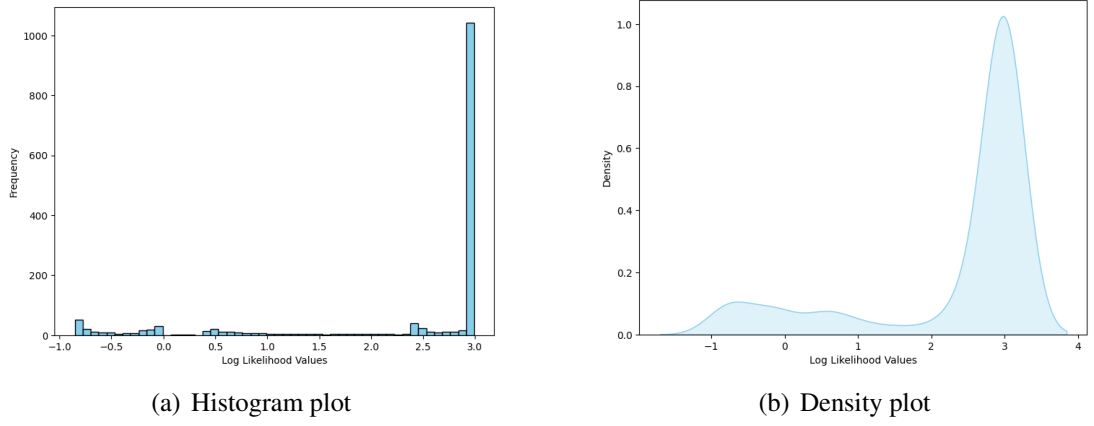 1000
800
600
400
200
0
Frequency
−1.0 −0.5 0.0 0.5 1.0 1.5 2.0 2.5 3.0
Log Likelihood Values
(a) Histogram plot
1.0
0.8
0.6
0.4
0.2
0.0
Density
−1 0 1 2 3 4
Log Likelihood Values
(b) Density plot